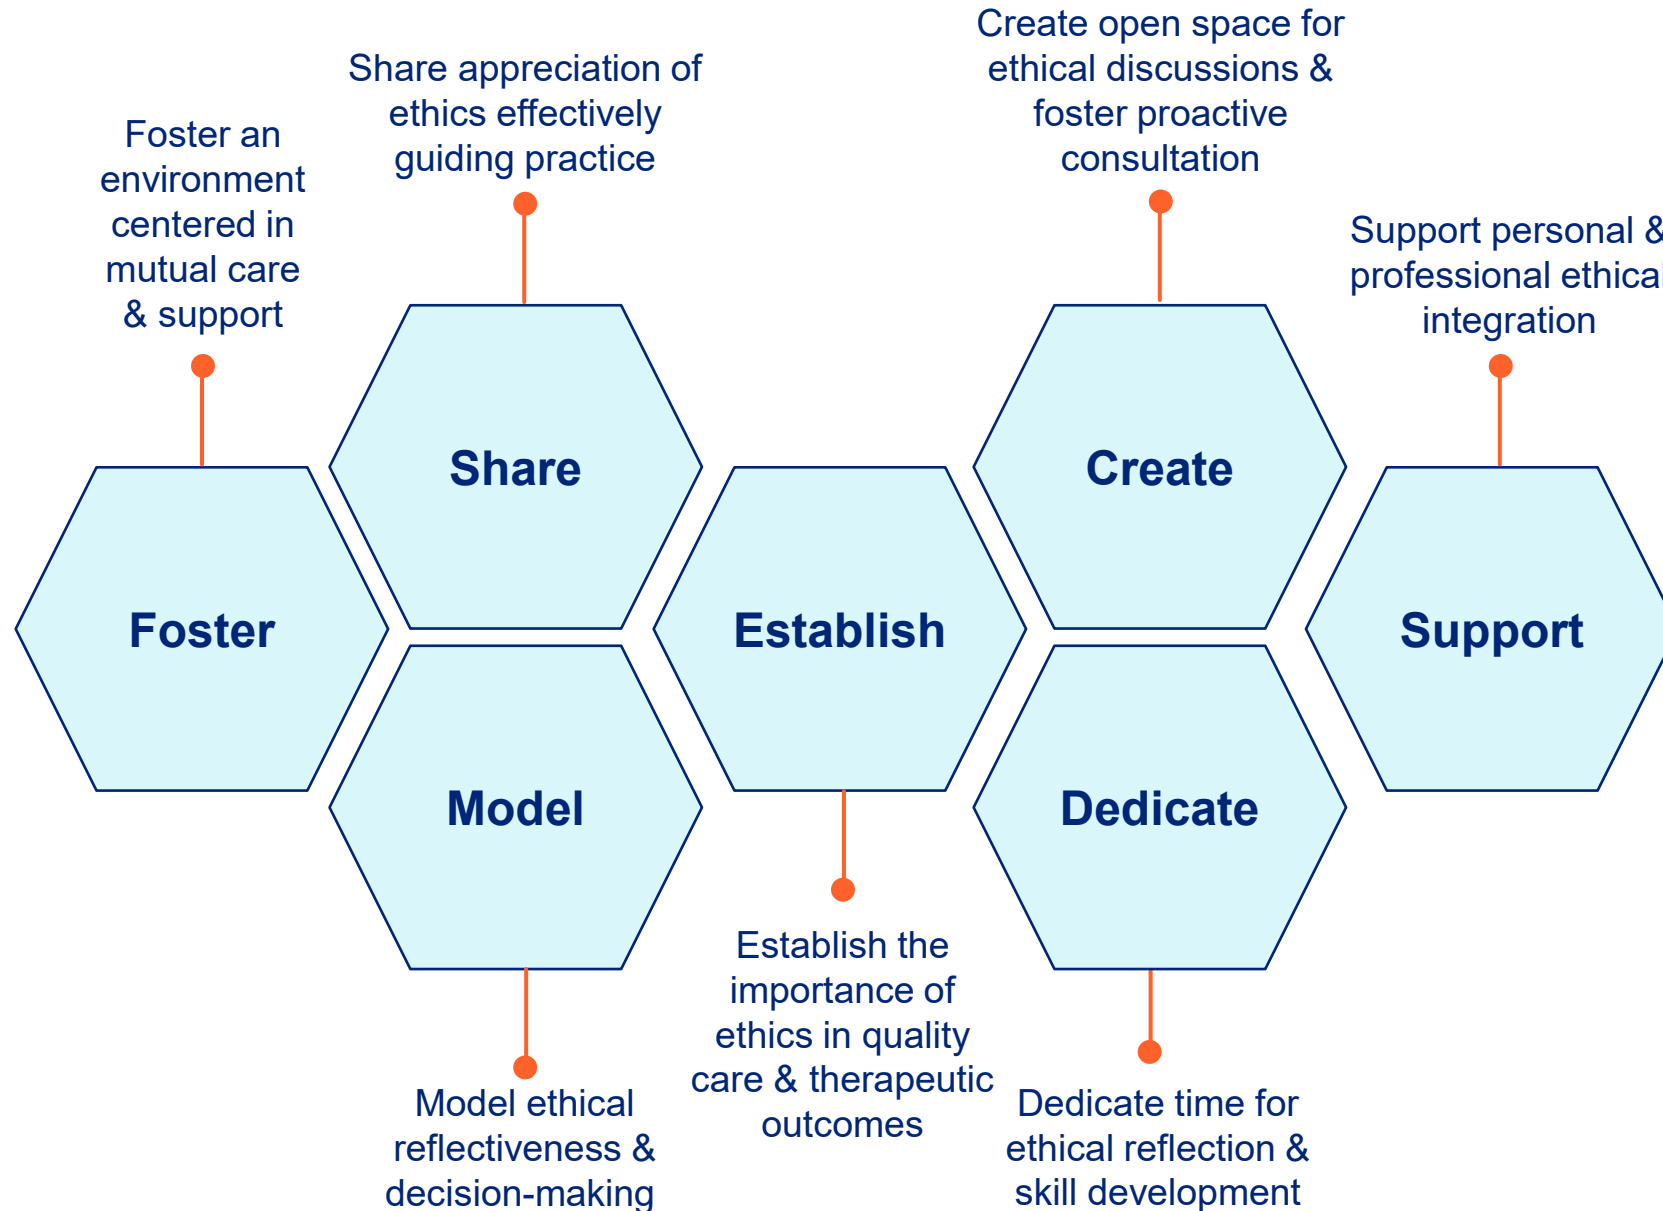 Foster an
environment
centered in
mutual care
& support
Foster
Share appreciation of
ethics effectively
guiding practice
Share
Model
Model ethical
reflectiveness &
decision-making
Establish
Establish the
importance of
ethics in quality
care & therapeutic
outcomes
Create open space for
ethical discussions &
foster proactive
consultation
Create
Dedicate
Dedicate time for
ethical reflection &
skill development
Support personal &
professional ethical
integration
Support